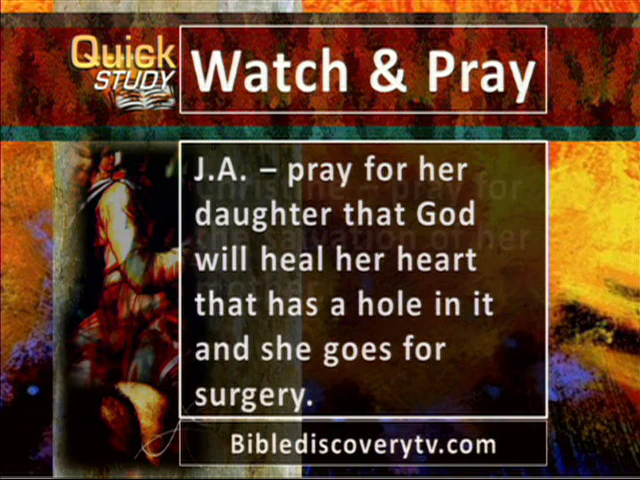 Quick
STUDY
Watch & Pray
J.A. – pray for her
daughter that God
will heal her heart
that has a hole in it
and she goes for
surgery.
Biblediscoverytv.com